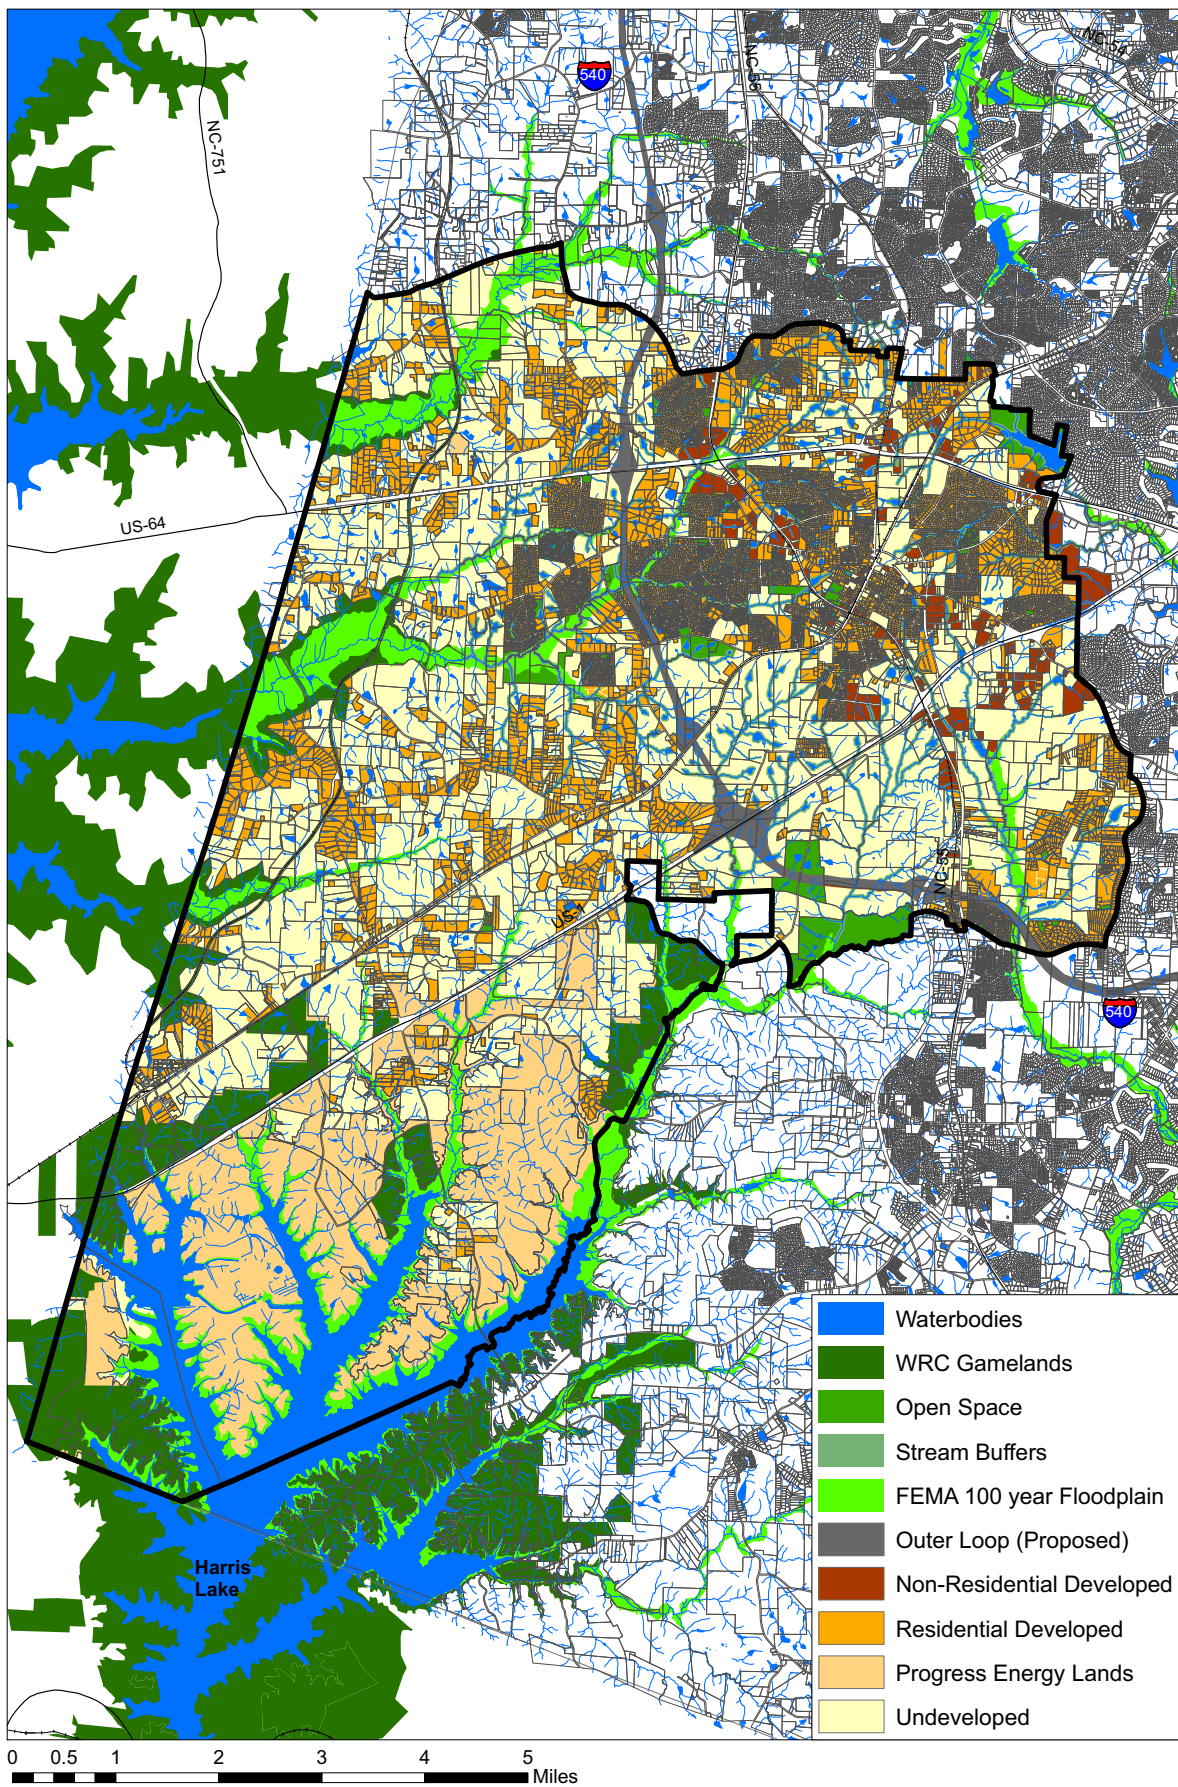 NC-54
NC-55
540
NC-751
US-64
NC-55
US-1
540
Waterbodies
WRC Gamelands
Open Space
Stream Buffers
FEMA 100 year Floodplain
Outer Loop (Proposed)
Non-Residential Developed
Residential Developed
Progress Energy Lands
Undeveloped
Harris
Lake
0 0.5 1 2 3 4 5
Miles